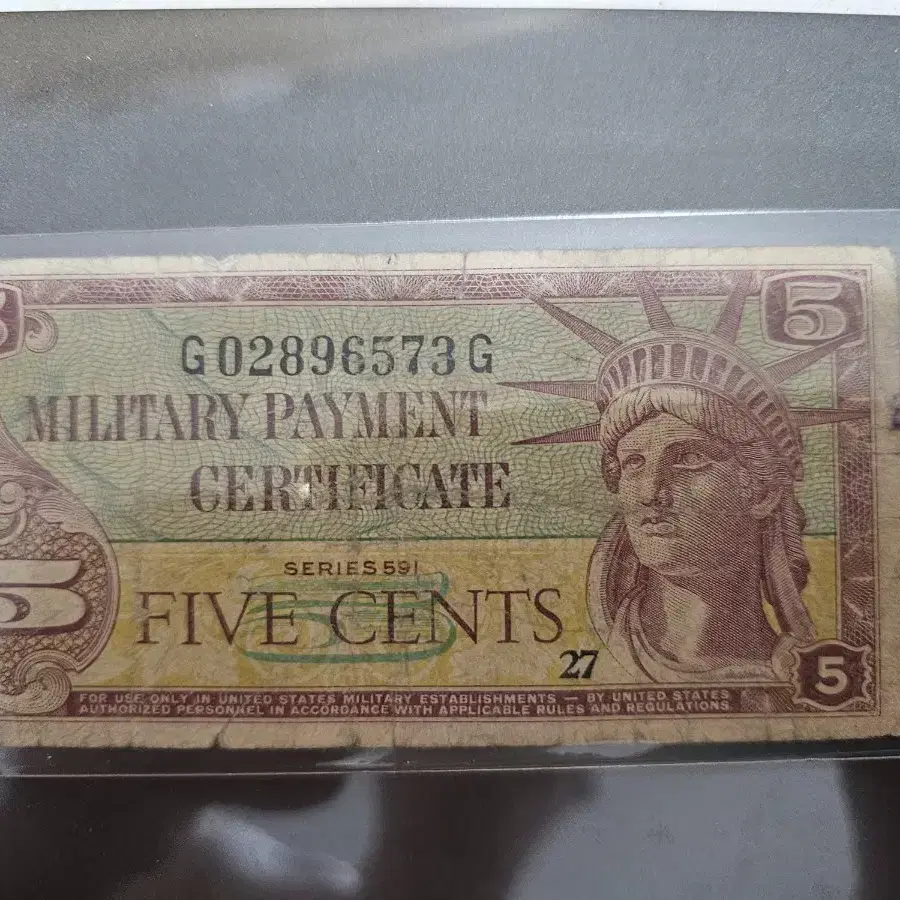 5
G02896573G
MILITARY PAYMENT
CERTIFICATE
SERIES 591
FIVE CENTS
27
5
5
FOR USE ONLY IN UNITED STATES MILITARY ESTABLISHMENTS — BY UNITED STATES
AUTHORIZED PERSONNEL IN ACCORDANCE WITH APPLICABLE RULES AND REGULATIONS.